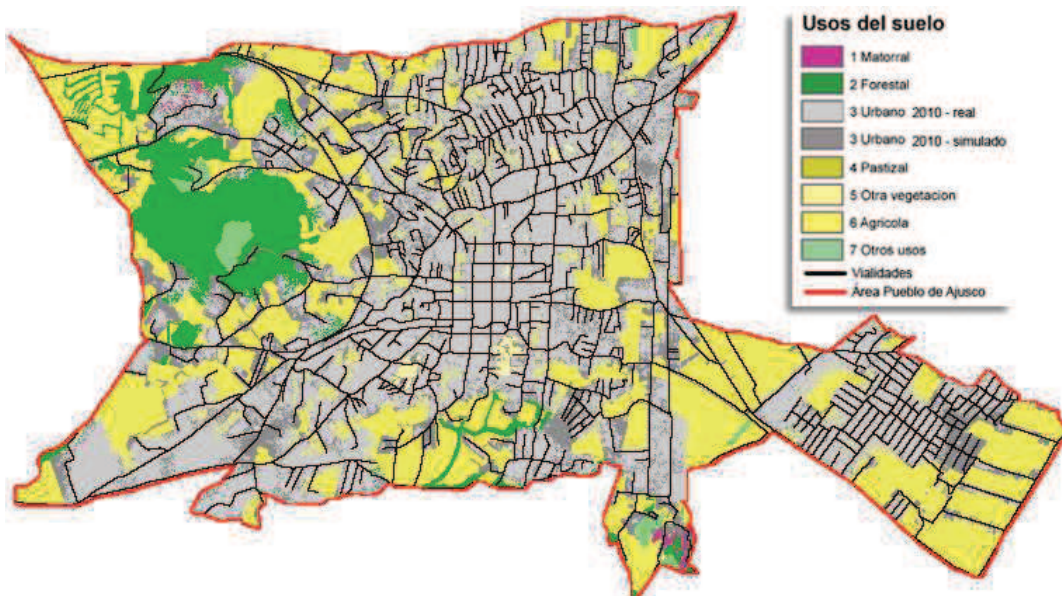 Usos del suelo
1 Matorral
2 Forestal
3 Urbano 2010 - real
3 Urbano 2010 - simulado
4 Pastizal
5 Otra vegetacion
6 Agricola
7 Otros usos
Vialidades
Área Pueblo de Ajusco